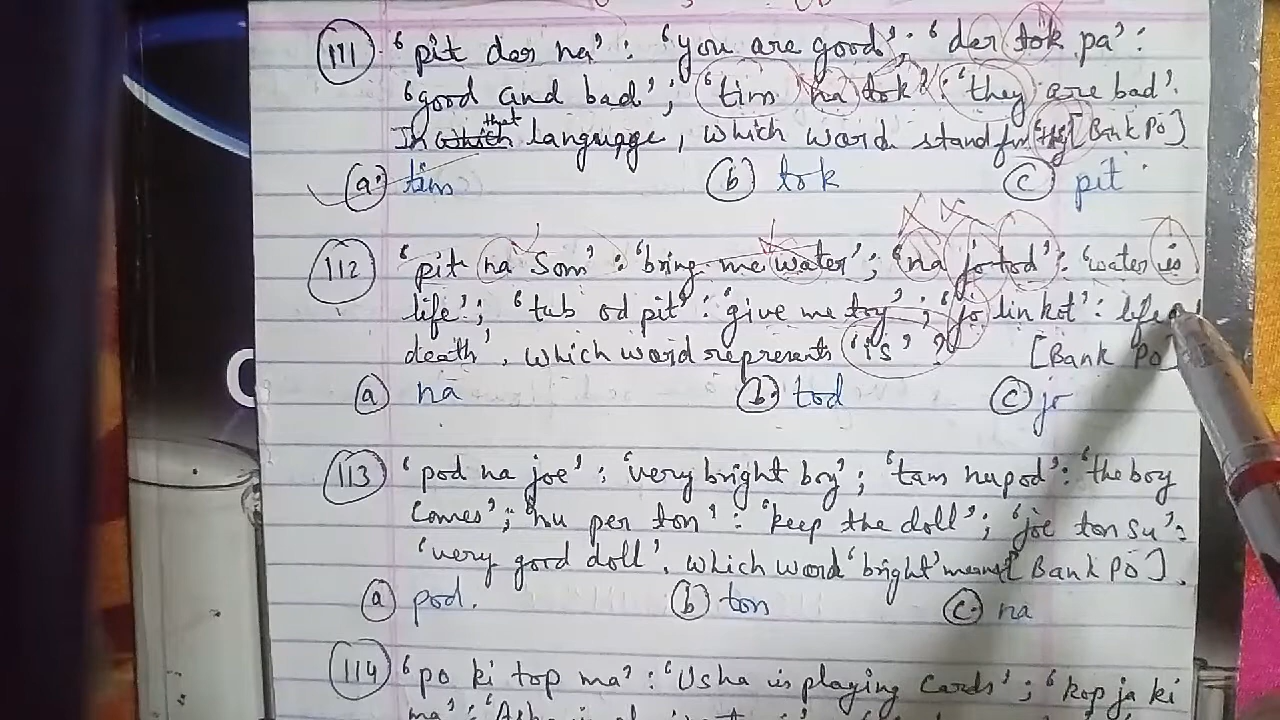 111 'pit der na' : 'you are good' ; 'der tok pa' :
'good and bad' ; 'tim na tok' : 'they are bad'.
In that language, which word stand for 'they' [Bank PO]
(a) tim (b) tok (c) pit
112 'pit na Som' : 'bring me water' ; 'na jo tod' : 'water is
life' ; 'tub od pit' : 'give me toy' ; 'jo lin kot' : life
death'. Which word represents 'is' ? [Bank PO]
(a) na (b) tod (c) jo
113 'pod na joe' : 'very bright boy' ; 'tam nu pod' : 'the boy
Comes' ; 'nu per ton' : 'keep the doll' ; 'joe ton su' :
'very good doll'. Which word 'bright' means [Bank PO].
(a) pod. (b) ton (c) na
114 'po ki top ma' : 'Usha is playing Cards' ; 'kop ja ki
ma' :